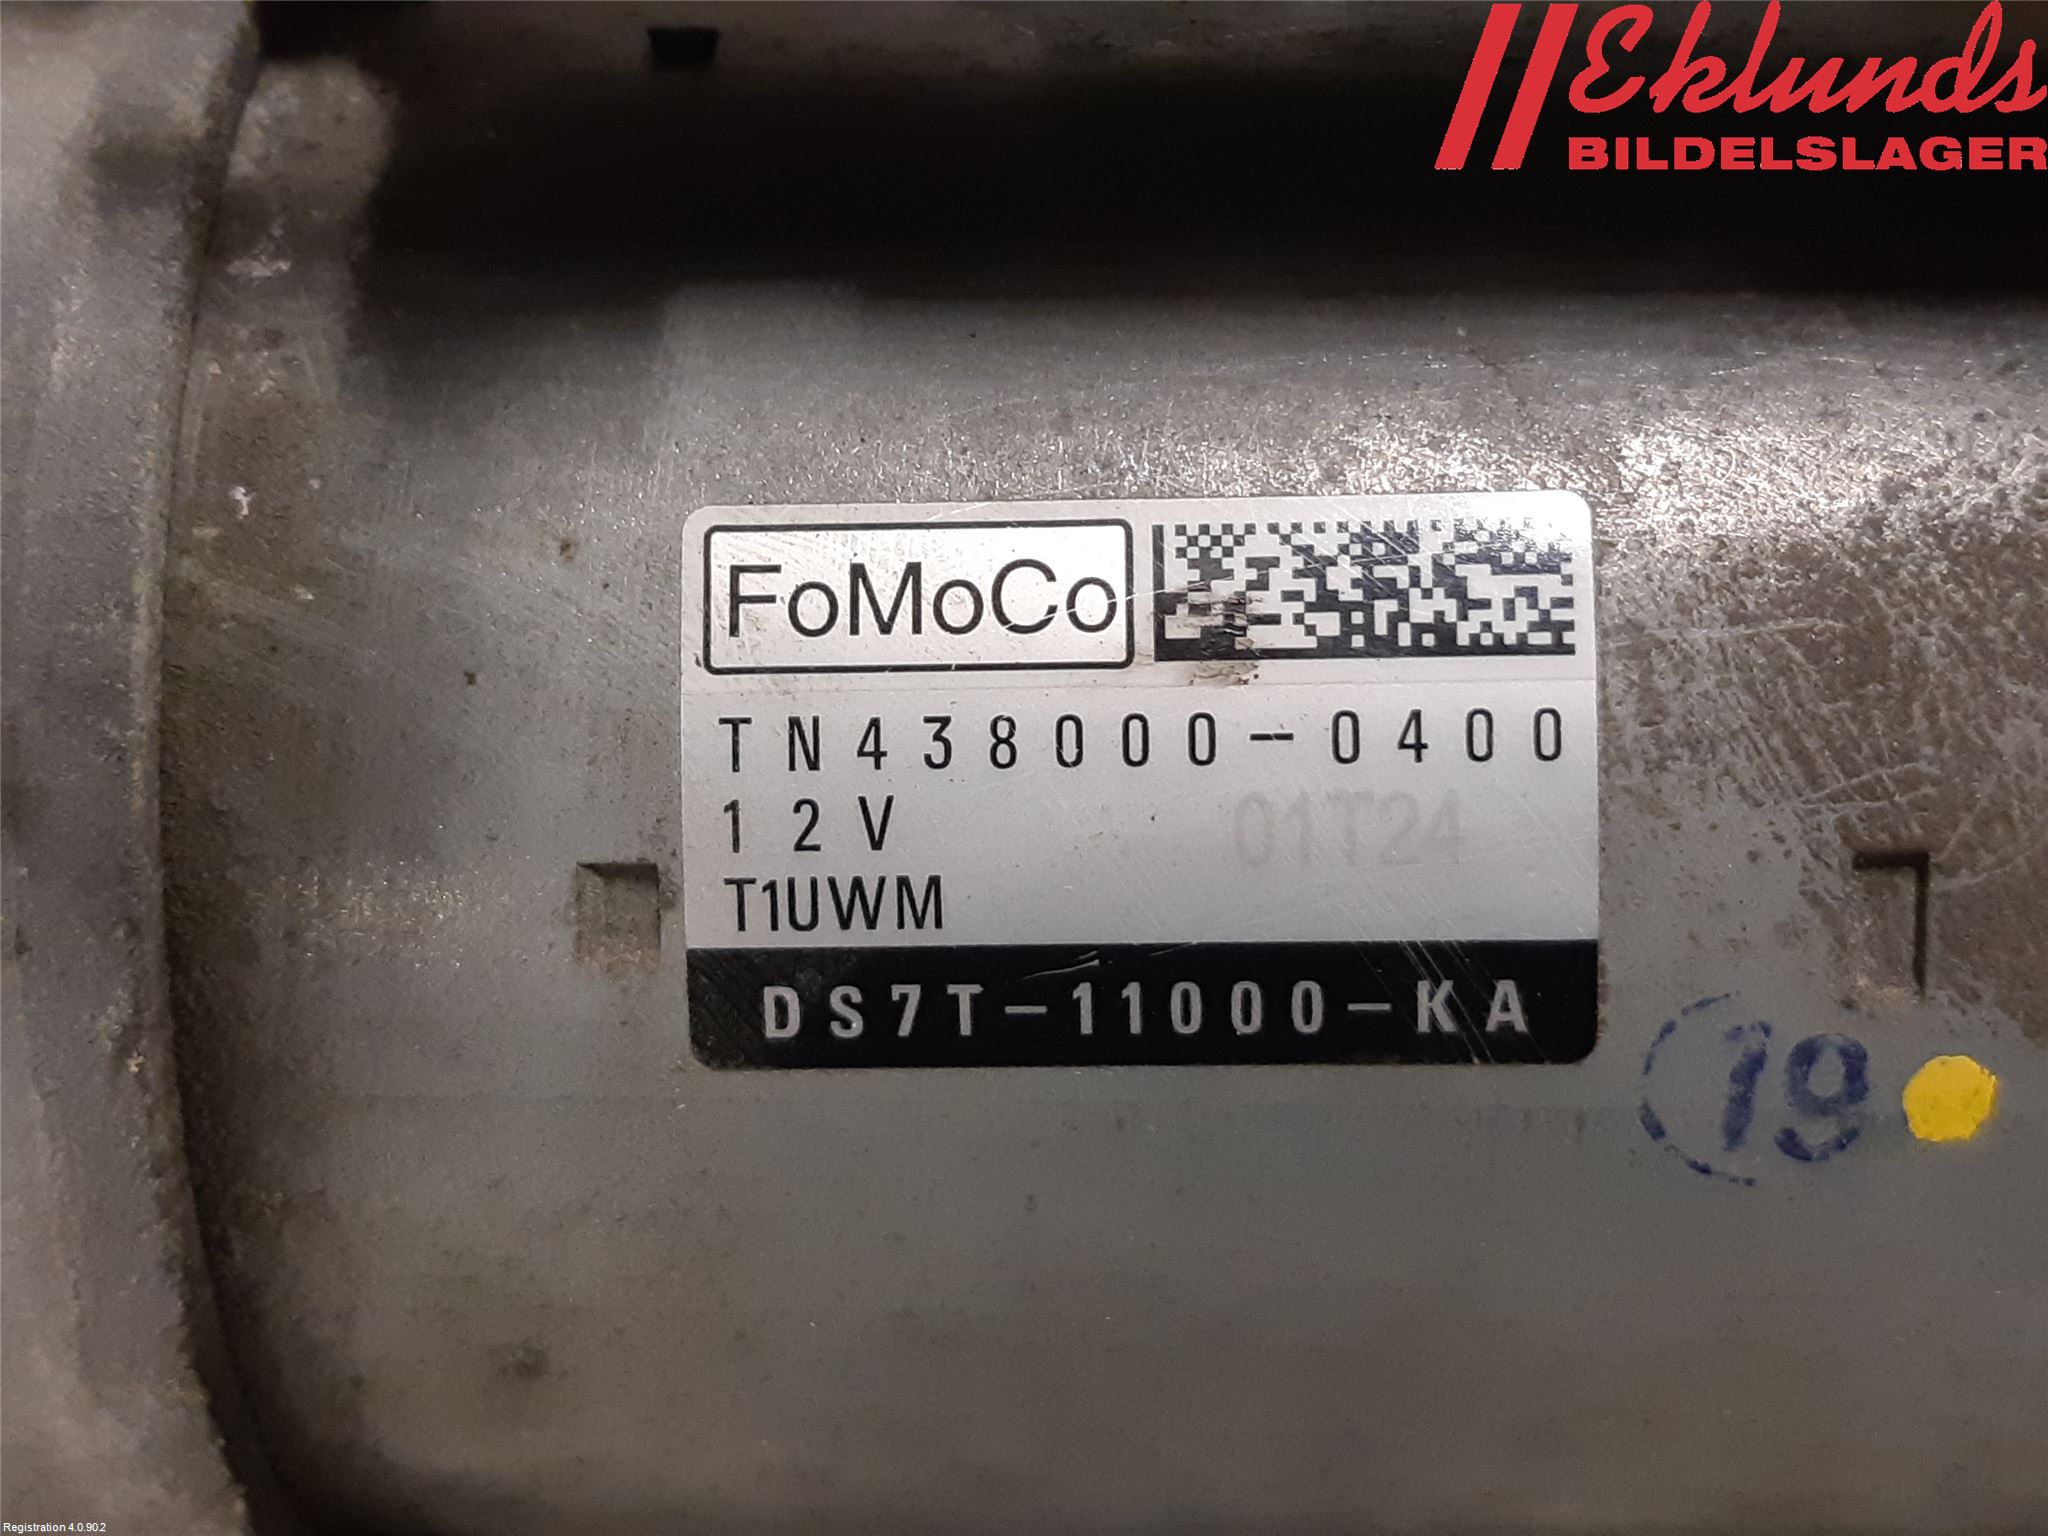 Eklunds
BILDELSLAGER
FoMoCo
TN438000-0400
12V 01T24
T1UWM
DS7T-11000-KA
19
Registration 4.0.90.2